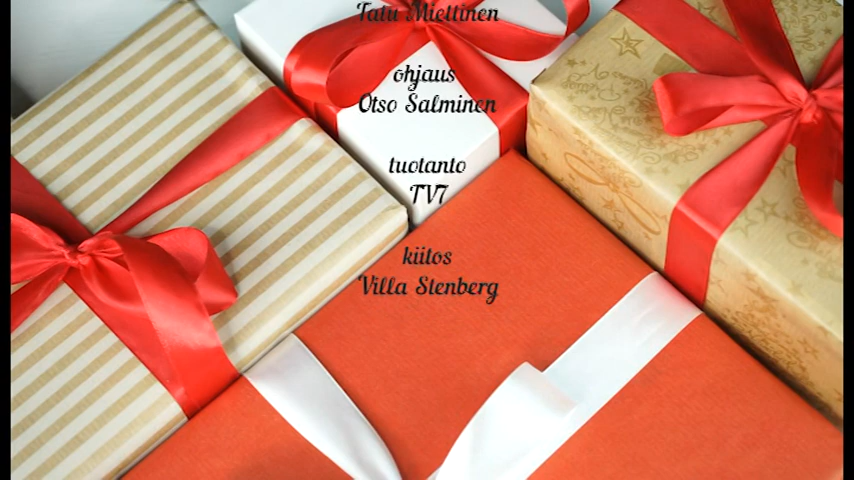 Tatu Miettinen
ohjaus
Otso Salminen
tuotanto
TV7
kiitos
Villa Stenberg